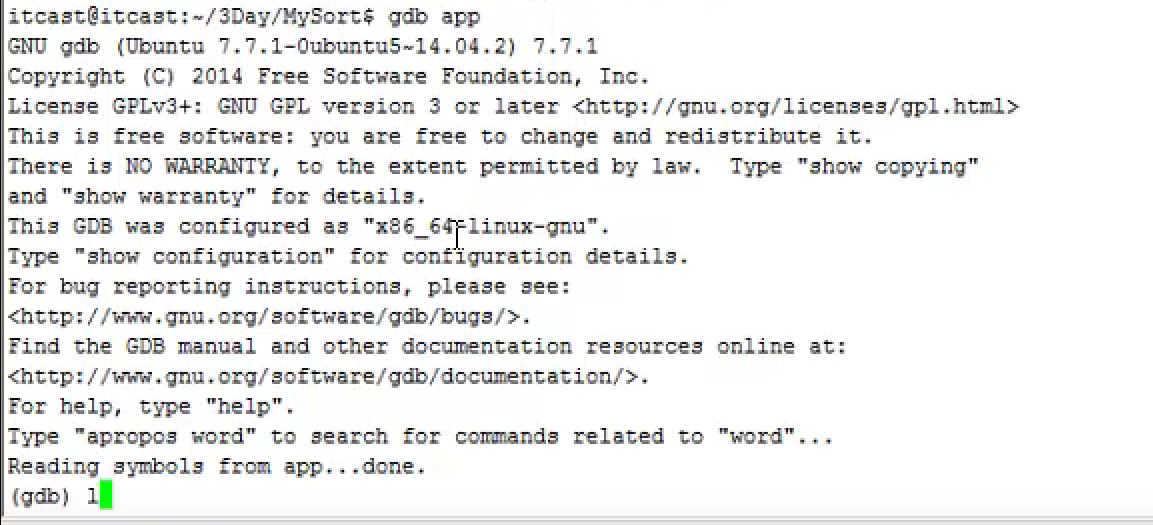 itcast@itcast:~/3Day/MySort$ gdb app
GNU gdb (Ubuntu 7.7.1-0ubuntu5~14.04.2) 7.7.1
Copyright (C) 2014 Free Software Foundation, Inc.
License GPLv3+: GNU GPL version 3 or later <http://gnu.org/licenses/gpl.html>
This is free software: you are free to change and redistribute it.
There is NO WARRANTY, to the extent permitted by law.  Type "show copying"
and "show warranty" for details.
This GDB was configured as "x86_64-linux-gnu".
Type "show configuration" for configuration details.
For bug reporting instructions, please see:
<http://www.gnu.org/software/gdb/bugs/>.
Find the GDB manual and other documentation resources online at:
<http://www.gnu.org/software/gdb/documentation/>.
For help, type "help".
Type "apropos word" to search for commands related to "word"...
Reading symbols from app...done.
(gdb) l